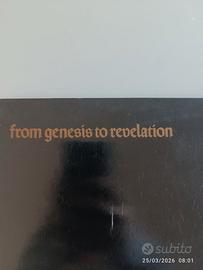 from genesis to revelation
subito
25/03/2026 08:01